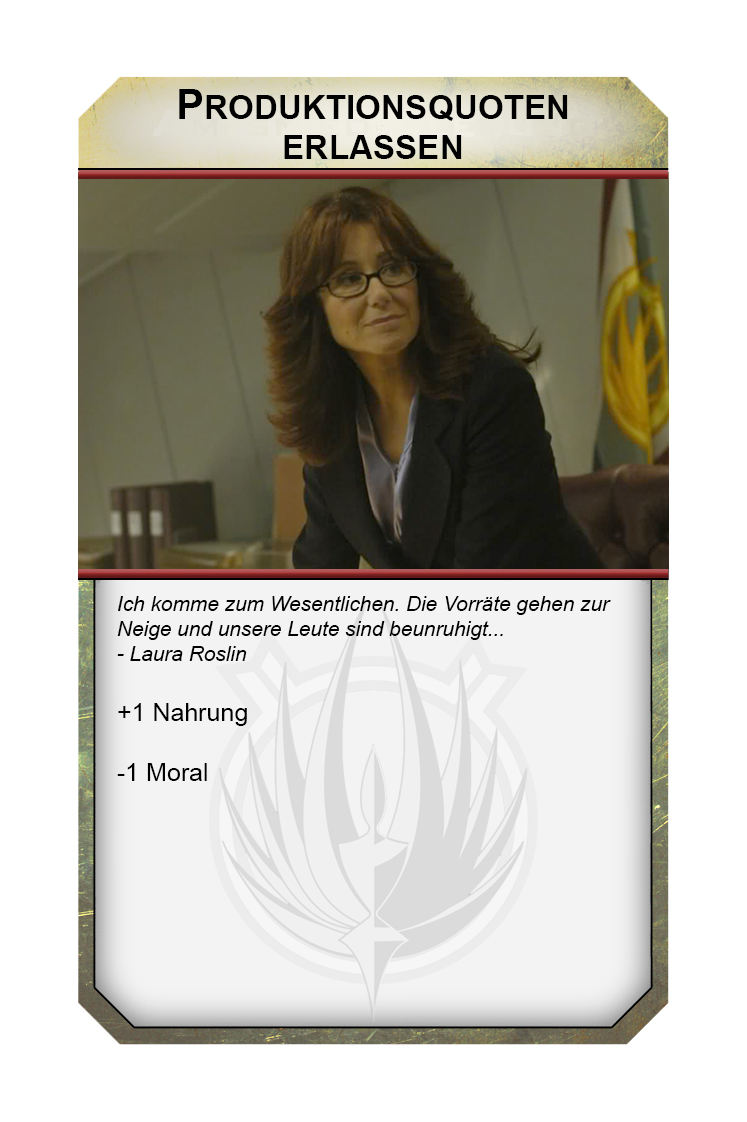 PRODUKTIONSQUOTEN
ERLASSEN
Ich komme zum Wesentlichen. Die Vorräte gehen zur
Neige und unsere Leute sind beunruhigt...
- Laura Roslin
+1 Nahrung
-1 Moral